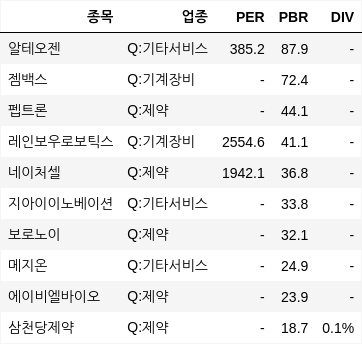 종목 업종 PER PBR DIV
알테오젠 Q:기타서비스 385.2 87.9 -
젬백스 Q:기계장비 - 72.4 -
펩트론 Q:제약 - 44.1 -
레인보우로보틱스 Q:기계장비 2554.6 41.1 -
네이처셀 Q:제약 1942.1 36.8 -
지아이이노베이션 Q:기타서비스 - 33.8 -
보로노이 Q:제약 - 32.1 -
메지온 Q:기타서비스 - 24.9 -
에이비엘바이오 Q:제약 - 23.9 -
삼천당제약 Q:제약 - 18.7 0.1%